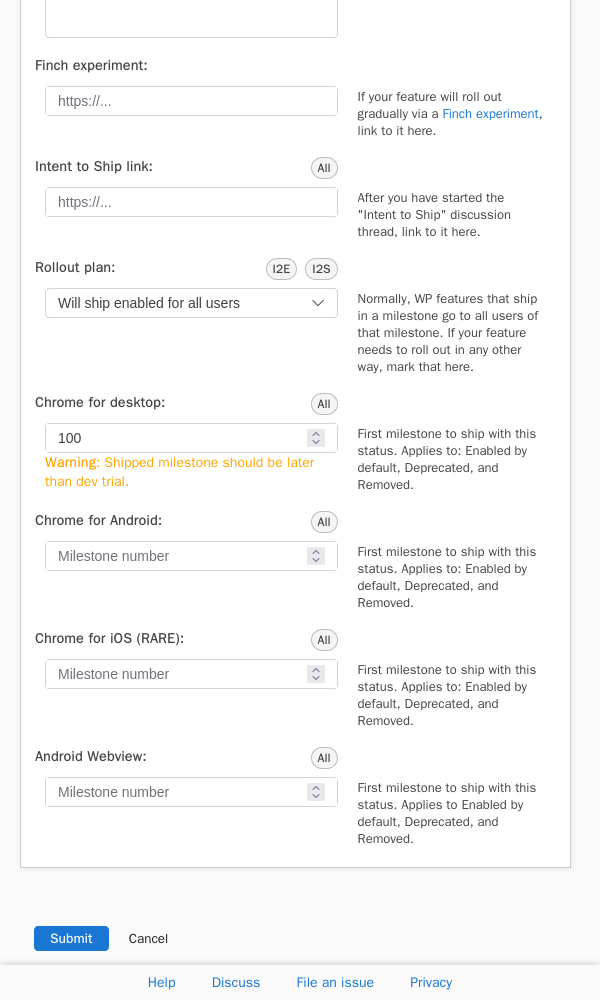 Finch experiment:
https://...
If your feature will roll out
gradually via a Finch experiment,
link to it here.
Intent to Ship link:
All
https://...
After you have started the
"Intent to Ship" discussion
thread, link to it here.
Rollout plan:
I2E
I2S
Will ship enabled for all users
Normally, WP features that ship
in a milestone go to all users of
that milestone. If your feature
needs to roll out in any other
way, mark that here.
Chrome for desktop:
All
100
Warning: Shipped milestone should be later
than dev trial.
First milestone to ship with this
status. Applies to: Enabled by
default, Deprecated, and
Removed.
Chrome for Android:
All
Milestone number
First milestone to ship with this
status. Applies to: Enabled by
default, Deprecated, and
Removed.
Chrome for iOS (RARE):
All
Milestone number
First milestone to ship with this
status. Applies to: Enabled by
default, Deprecated, and
Removed.
Android Webview:
All
Milestone number
First milestone to ship with this
status. Applies to Enabled by
default, Deprecated, and
Removed.
Submit
Cancel
Help
Discuss
File an issue
Privacy